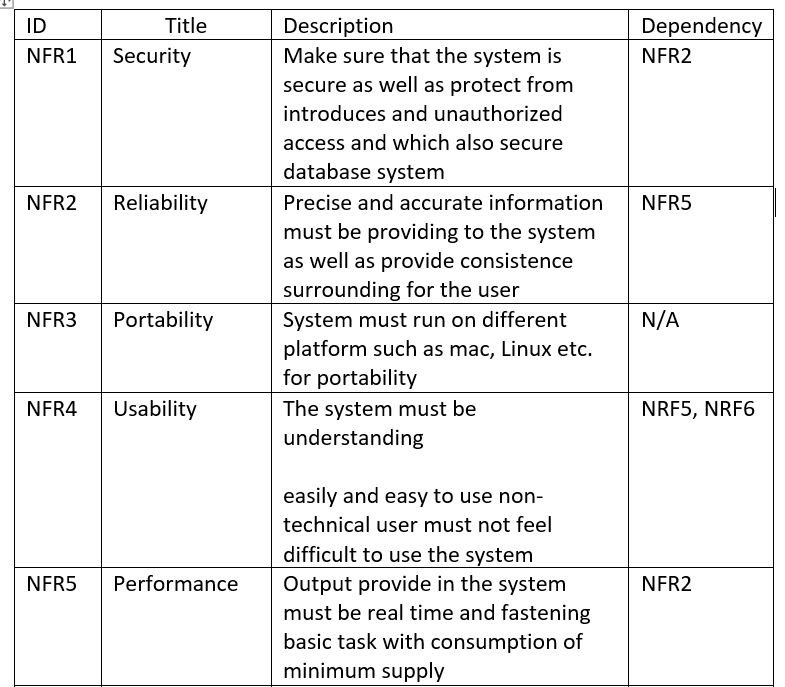 ID Title Description Dependency
NFR1 Security Make sure that the system is NFR2
secure as well as protect from
introduces and unauthorized
access and which also secure
database system
NFR2 Reliability Precise and accurate information NFR5
must be providing to the system
as well as provide consistence
surrounding for the user
NFR3 Portability System must run on different N/A
platform such as mac, Linux etc.
for portability
NFR4 Usability The system must be NRF5, NRF6
understanding
easily and easy to use non-
technical user must not feel
difficult to use the system
NFR5 Performance Output provide in the system NFR2
must be real time and fastening
basic task with consumption of
minimum supply